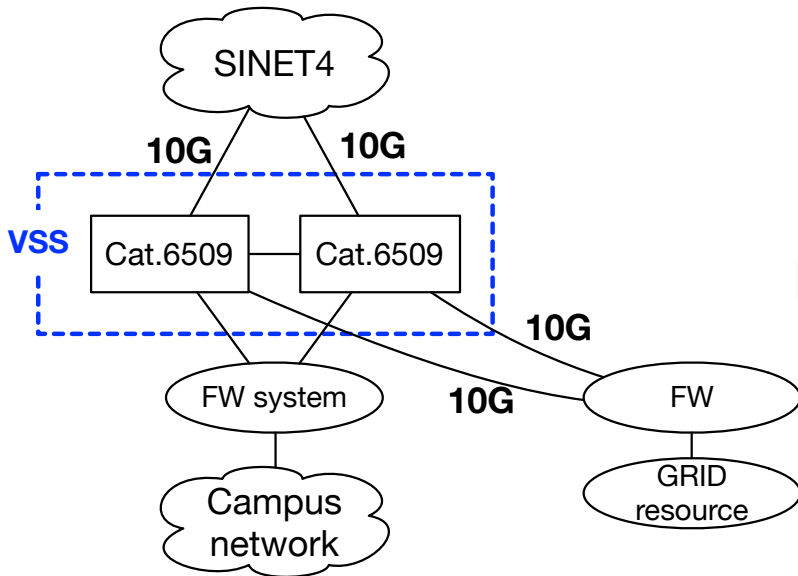 SINET4
10G
10G
VSS
Cat.6509
Cat.6509
10G
FW system
10G
FW
GRID
resource
Campus
network